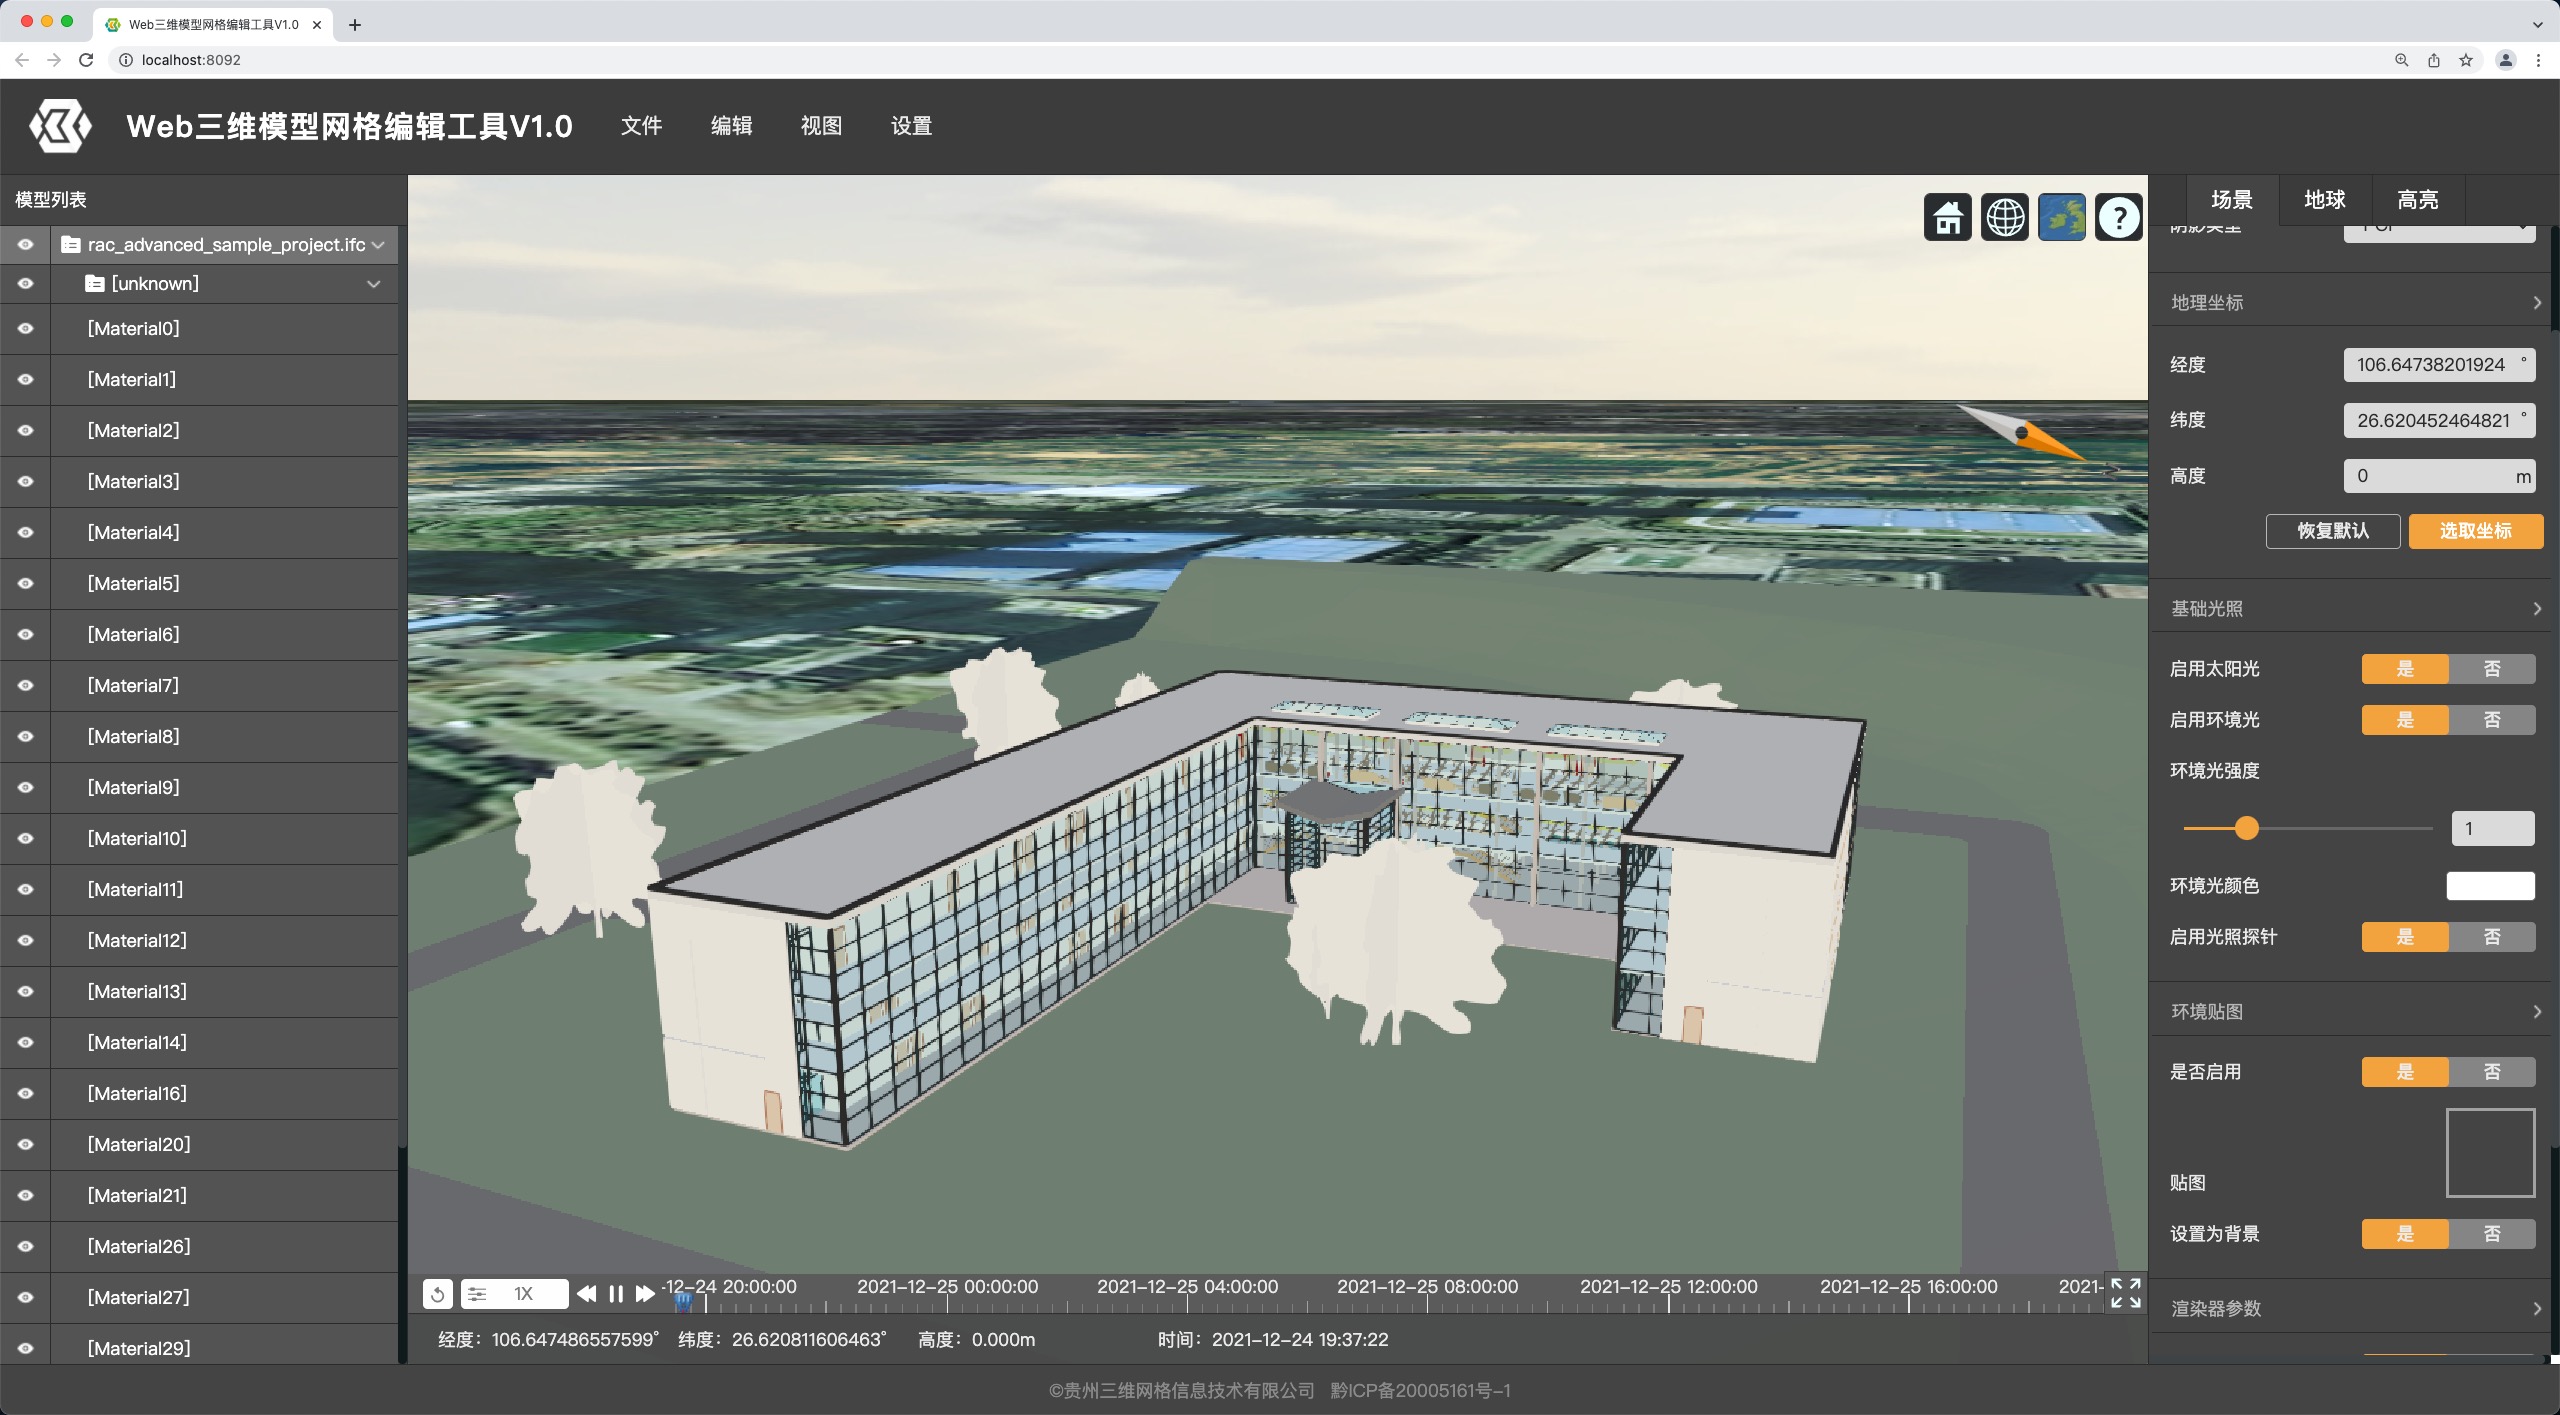 Web三维模型网格编辑工具V1.0
localhost:8092
Web三维模型网格编辑工具V1.0 文件 编辑 视图 设置
模型列表
rac_advanced_sample_project.ifc
[unknown]
[Material0]
[Material1]
[Material2]
[Material3]
[Material4]
[Material5]
[Material6]
[Material7]
[Material8]
[Material9]
[Material10]
[Material11]
[Material12]
[Material13]
[Material14]
[Material16]
[Material20]
[Material21]
[Material26]
[Material27]
[Material29]
?
1X
-12-24 20:00:00 2021-12-25 00:00:00 2021-12-25 04:00:00 2021-12-25 08:00:00 2021-12-25 12:00:00 2021-12-25 16:00:00 2021-
经度：106.647486557599° 纬度：26.620811606463° 高度：0.000m 时间：2021-12-24 19:37:22
场景 地球 高亮
地理坐标
经度 106.64738201924 °
纬度 26.620452464821 °
高度 0 m
恢复默认 选取坐标
基础光照
启用太阳光 是 否
启用环境光 是 否
环境光强度
1
环境光颜色
启用光照探针 是 否
环境贴图
是否启用 是 否
贴图
设置为背景 是 否
渲染器参数
©贵州三维网格信息技术有限公司 黔ICP备20005161号-1